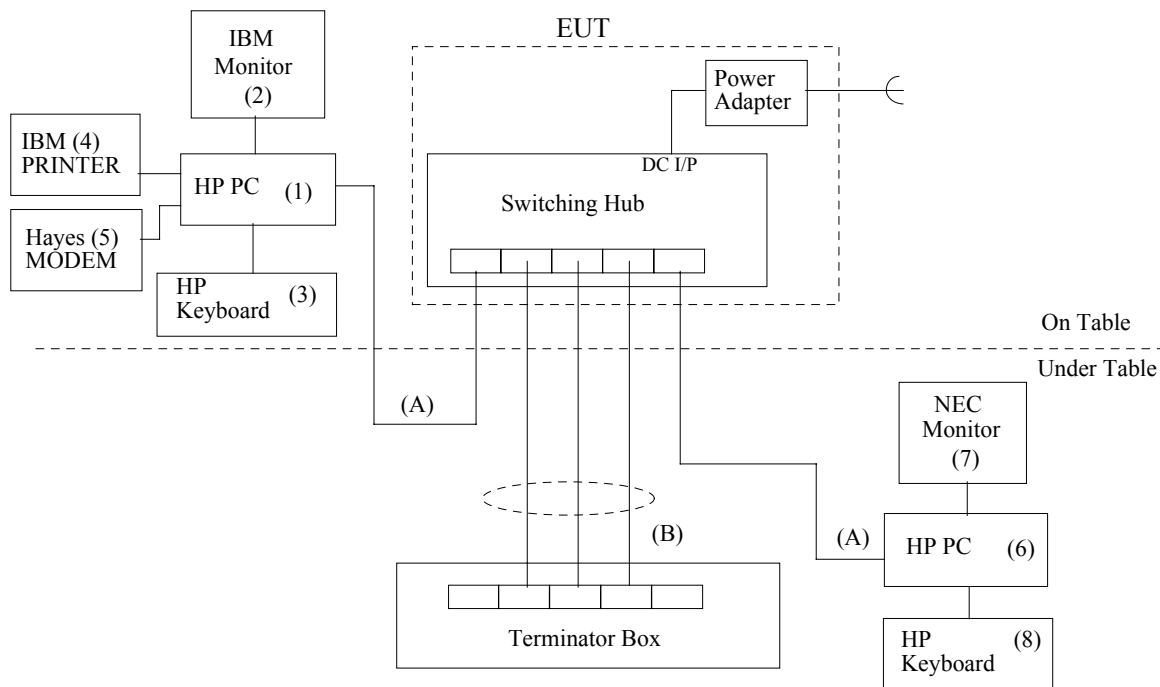 EUT
IBM
Monitor
(2)
Power
Adapter
IBM (4)
PRINTER
HP PC (1)
DC I/P
Switching Hub
Hayes (5)
MODEM
HP (3)
Keyboard
On Table
Under Table
(A)
NEC
Monitor
(7)
(B)
(A)
HP PC (6)
Terminator Box
HP (8)
Keyboard